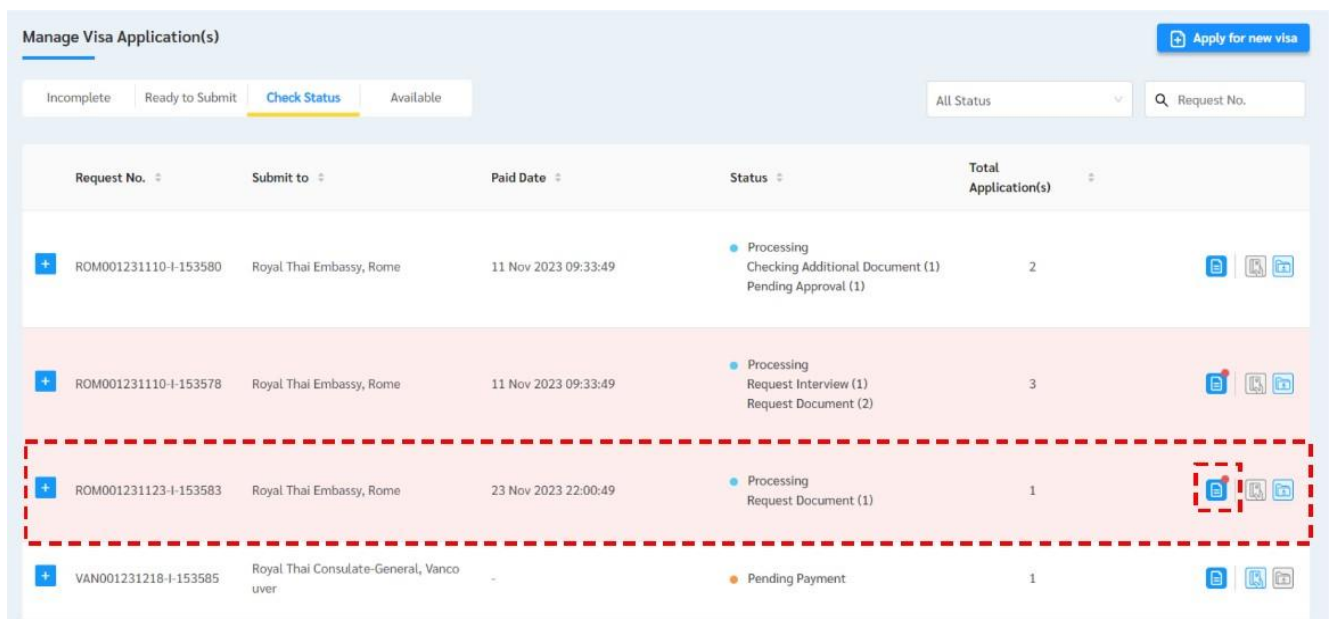 Manage Visa Application(s)
Apply for new visa
Incomplete
Ready to Submit
Check Status
Available
All Status
Request No.
Request No.
Submit to
Paid Date
Status
Total
Application(s)
ROM001231110-I-153580
Royal Thai Embassy, Rome
11 Nov 2023 09:33:49
Processing
Checking Additional Document (1)
Pending Approval (1)
2
ROM001231110-I-153578
Royal Thai Embassy, Rome
11 Nov 2023 09:33:49
Processing
Request Interview (1)
Request Document (2)
3
ROM001231123-I-153583
Royal Thai Embassy, Rome
23 Nov 2023 22:00:49
Processing
Request Document (1)
1
VAN001231218-I-153585
Royal Thai Consulate-General, Vanco
uver
-
Pending Payment
1